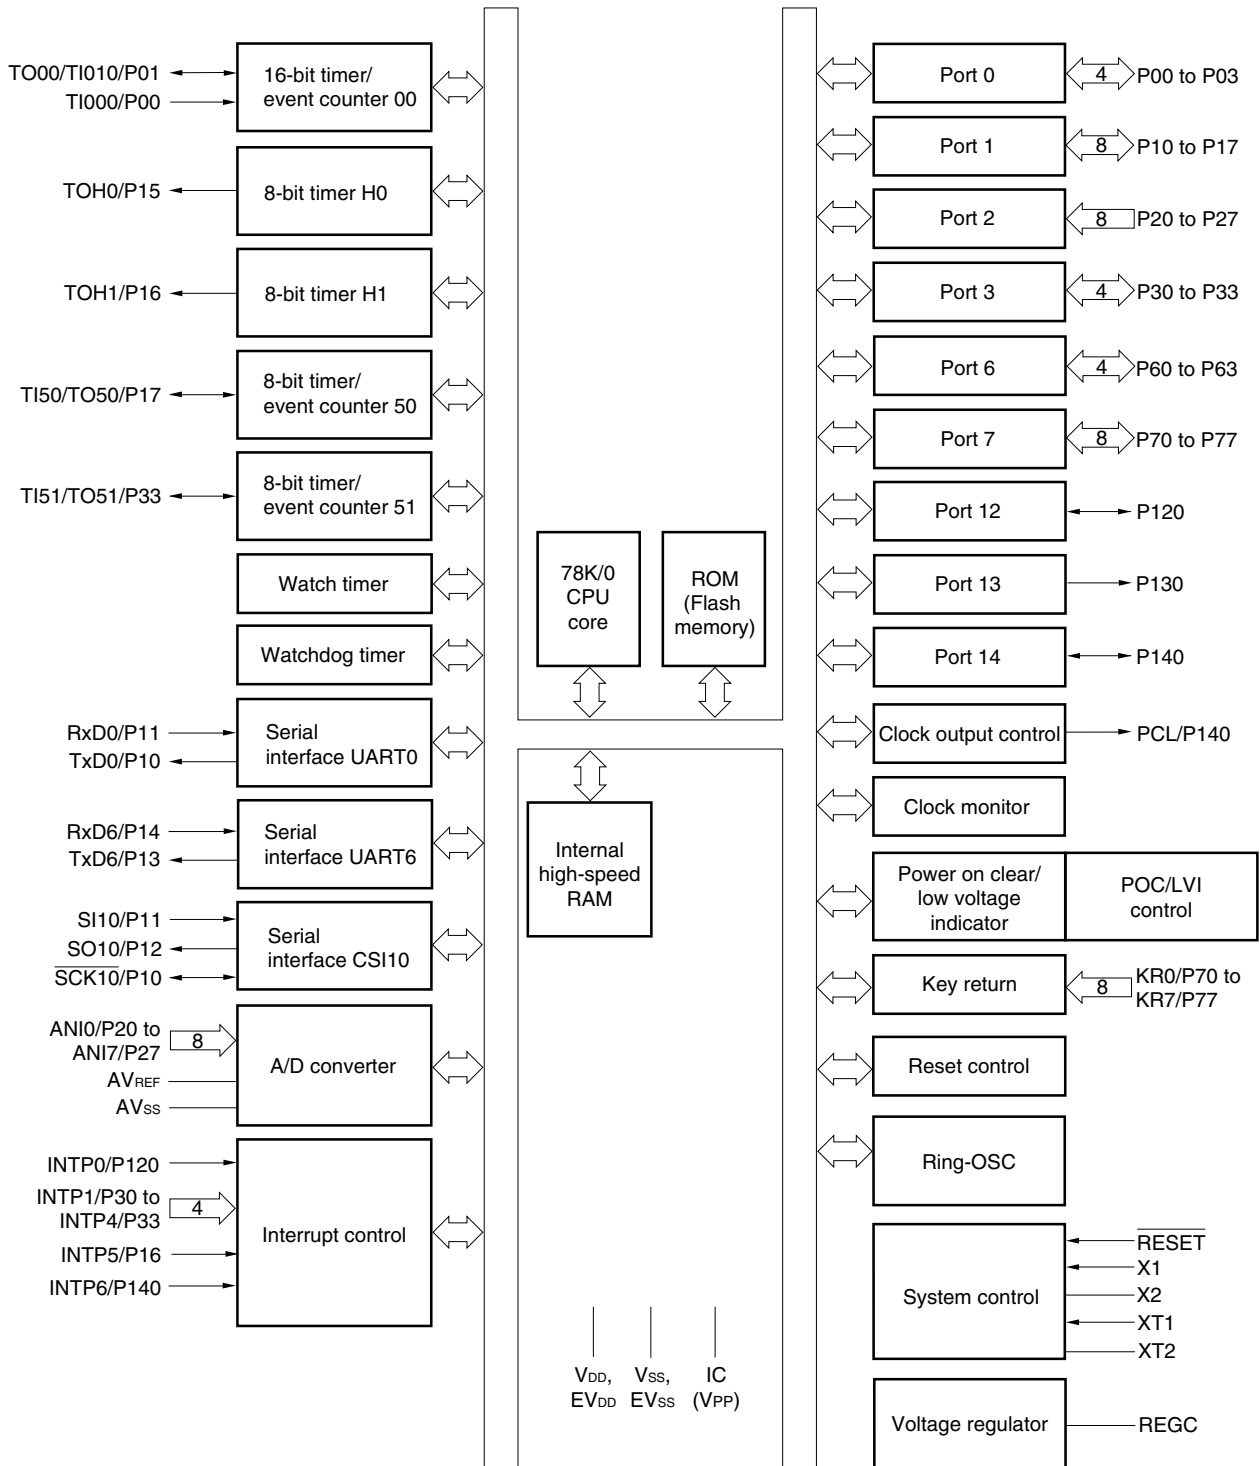 TO00/TI010/P01
TI000/P00
16-bit timer/
event counter 00
TOH0/P15
8-bit timer H0
TOH1/P16
8-bit timer H1
TI50/TO50/P17
8-bit timer/
event counter 50
TI51/TO51/P33
8-bit timer/
event counter 51
Watch timer
Watchdog timer
RxD0/P11
TxD0/P10
Serial
interface UART0
RxD6/P14
TxD6/P13
Serial
interface UART6
SI10/P11
SO10/P12
SCK10/P10
Serial
interface CSI10
ANI0/P20 to
ANI7/P27
8
AVREF
AVSS
A/D converter
INTP0/P120
INTP1/P30 to
INTP4/P33
4
INTP5/P16
INTP6/P140
Interrupt control
78K/0
CPU
core
ROM
(Flash
memory)
Internal
high-speed
RAM
VDD,
EVDD
VSS,
EVSS
IC
(VPP)
Port 0
4
P00 to P03
Port 1
8
P10 to P17
Port 2
8
P20 to P27
Port 3
4
P30 to P33
Port 6
4
P60 to P63
Port 7
8
P70 to P77
Port 12
P120
Port 13
P130
Port 14
P140
Clock output control
PCL/P140
Clock monitor
Power on clear/
low voltage
indicator
POC/LVI
control
Key return
8
KR0/P70 to
KR7/P77
Reset control
Ring-OSC
System control
RESET
X1
X2
XT1
XT2
Voltage regulator
REGC